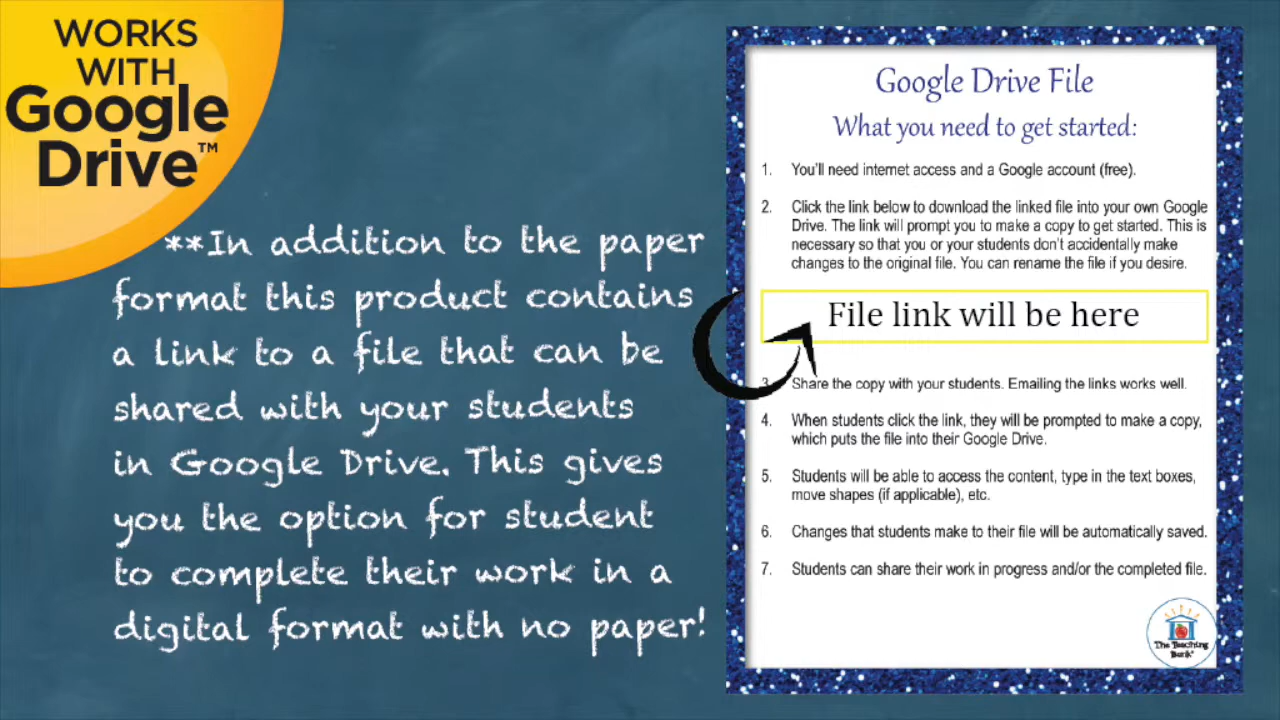 WORKS
WITH
Google
Drive™
**In addition to the paper
format this product contains
a link to a file that can be
shared with your students
in Google Drive. This gives
you the option for student
to complete their work in a
digital format with no paper!
Google Drive File
What you need to get started:
1. You'll need internet access and a Google account (free).
2. Click the link below to download the linked file into your own Google
Drive. The link will prompt you to make a copy to get started. This is
necessary so that you or your students don't accidentally make
changes to the original file. You can rename the file if you desire.
File link will be here
3. Share the copy with your students. Emailing the links works well.
4. When students click the link, they will be prompted to make a copy,
which puts the file into their Google Drive.
5. Students will be able to access the content, type in the text boxes,
move shapes (if applicable), etc.
6. Changes that students make to their file will be automatically saved.
7. Students can share their work in progress and/or the completed file.
The Teaching
Bank